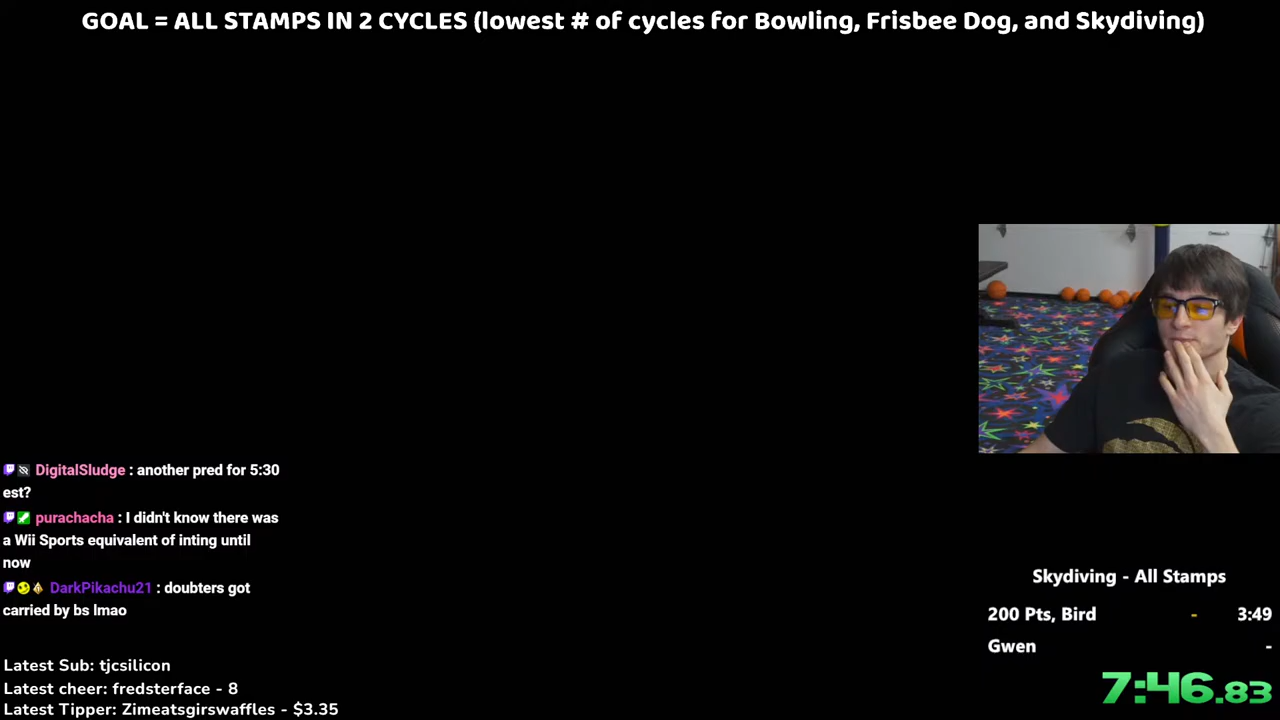 GOAL = ALL STAMPS IN 2 CYCLES (lowest # of cycles for Bowling, Frisbee Dog, and Skydiving)
DigitalSludge : another pred for 5:30
est?
purachacha : I didn't know there was
a Wii Sports equivalent of inting until
now
DarkPikachu21 : doubters got
carried by bs lmao
Latest Sub: tjcsilicon
Latest cheer: fredsterface - 8
Latest Tipper: Zimeatsgirswaffles - $3.35
Skydiving - All Stamps
200 Pts, Bird - 3:49
Gwen -
7:46.83